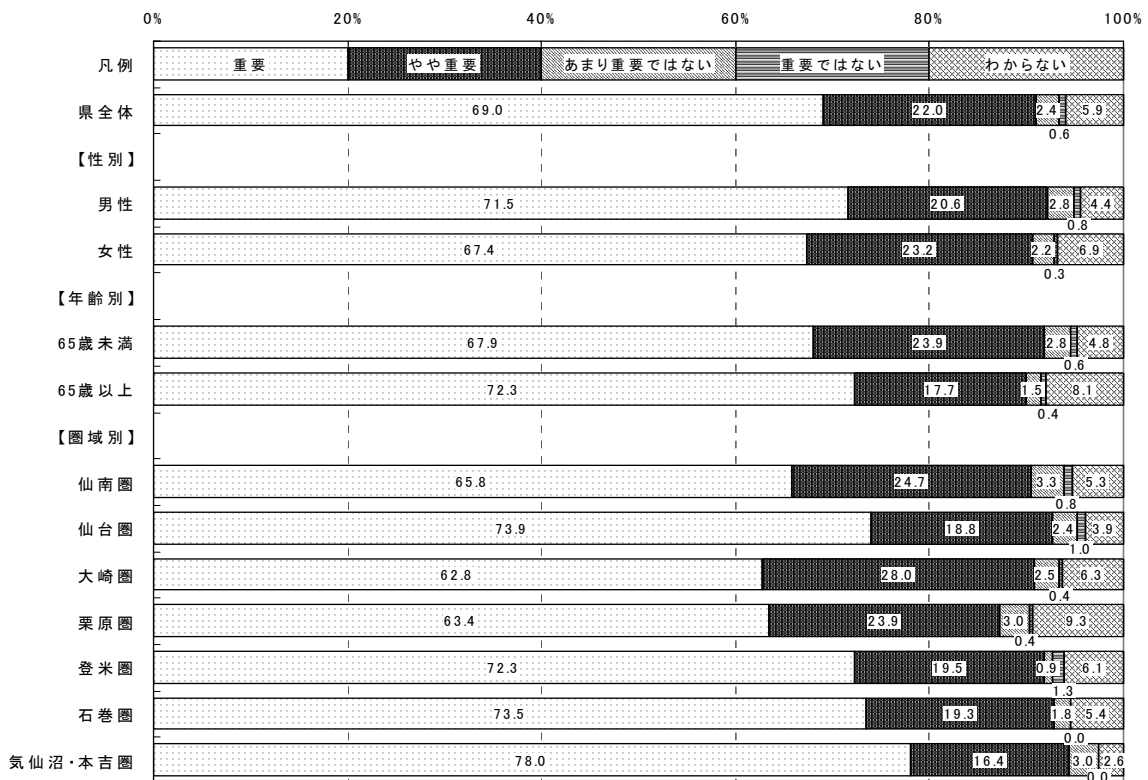 0% 20% 40% 60% 80% 100%
凡例 重要 やや重要 あまり重要ではない 重要ではない わからない
県全体 69.0 22.0 2.4 5.9
0.6
【性別】
男性 71.5 20.6 2.8 4.4
0.8
女性 67.4 23.2 2.2 6.9
0.3
【年齢別】
65歳未満 67.9 23.9 2.8 4.8
0.6
65歳以上 72.3 17.7 1.5 8.1
0.4
【圏域別】
仙南圏 65.8 24.7 3.3 5.3
0.8
仙台圏 73.9 18.8 2.4 3.9
1.0
大崎圏 62.8 28.0 2.5 6.3
0.4
栗原圏 63.4 23.9 3.0 9.3
0.4
登米圏 72.3 19.5 0.9 6.1
1.3
石巻圏 73.5 19.3 1.8 5.4
0.0
気仙沼・本吉圏 78.0 16.4 3.0 2.6
0.0